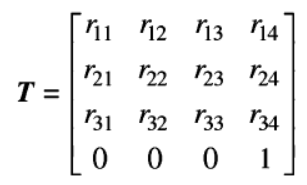 r11 r12 r13 r14
r21 r22 r23 r24
T =
r31 r32 r33 r34
0 0 0 1